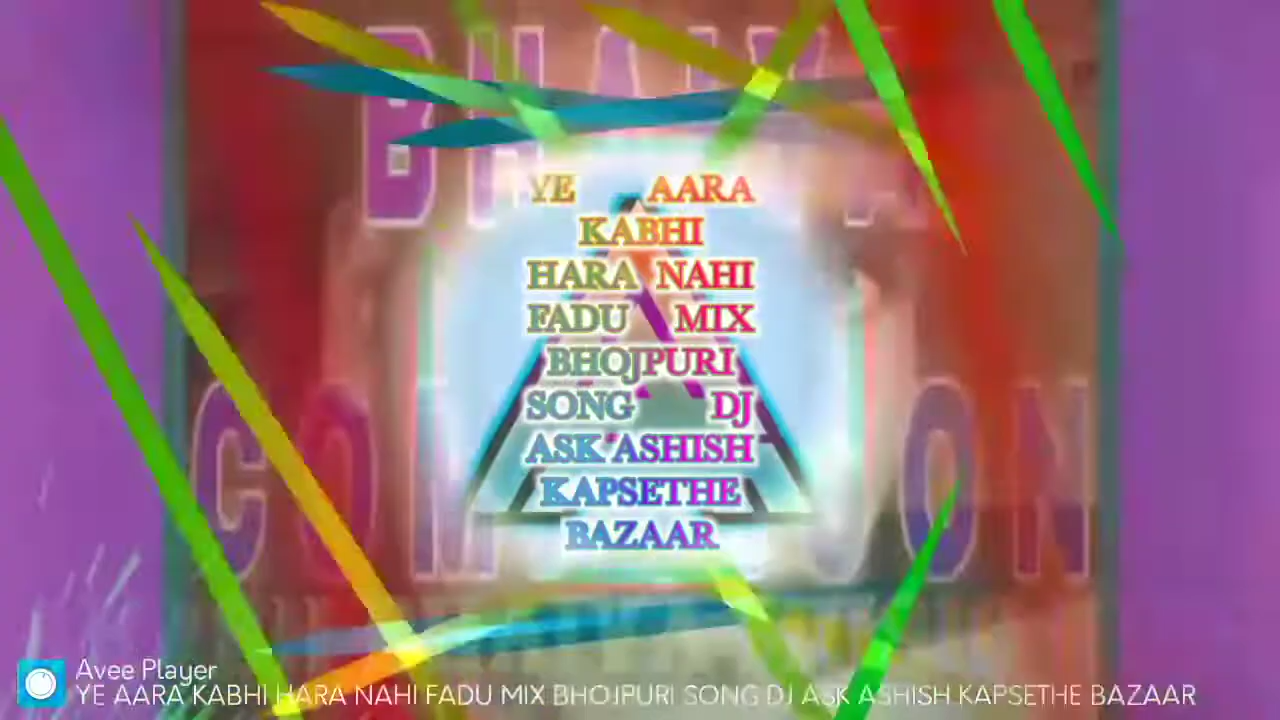 BHAIYA
YE AARA
KABHI
HARA NAHI
FADU MIX
BHOJPURI
SONG DJ
ASK ASHISH
KAPSETHE
BAZAAR
Avee Player
YE AARA KABHI HARA NAHI FADU MIX BHOJPURI SONG DJ ASK ASHISH KAPSETHE BAZAAR